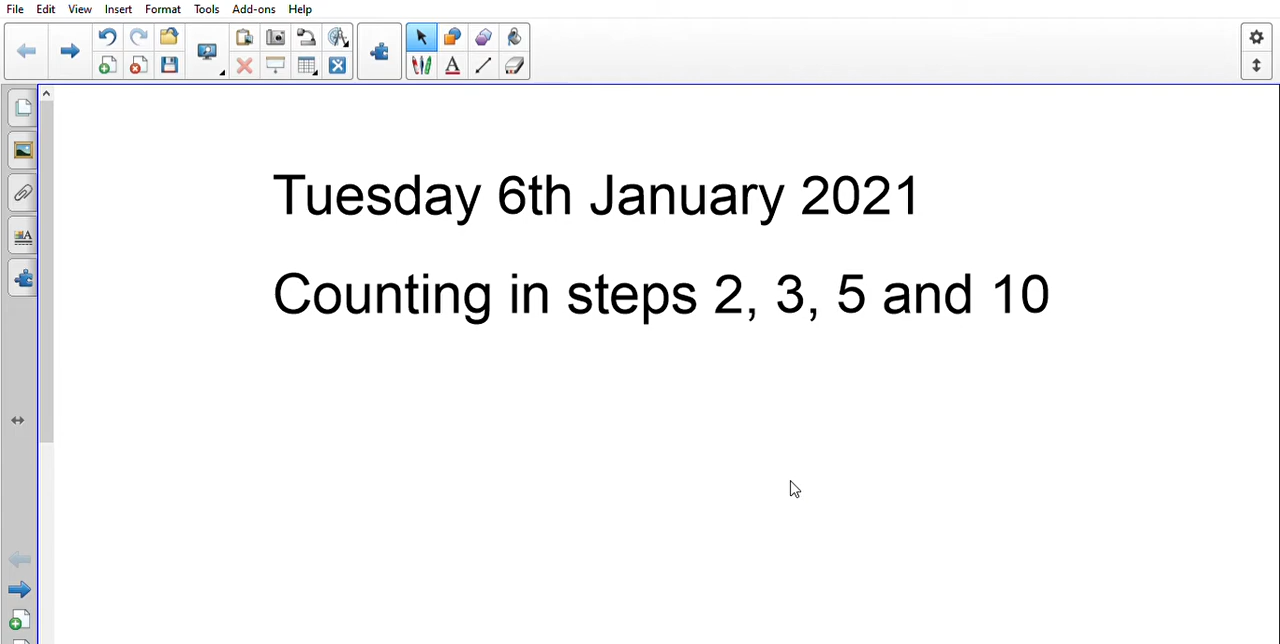 File Edit View Insert Format Tools Add-ons Help
Tuesday 6th January 2021
Counting in steps 2, 3, 5 and 10